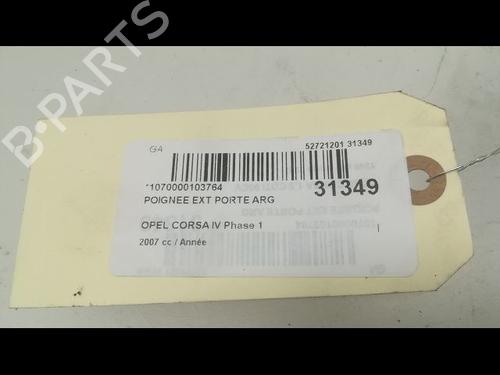 GA
52721201 31349
*1070000103764
31349
POIGNEE EXT PORTE ARG
OPEL CORSA IV Phase 1
2007 cc / Année
B-PARTS